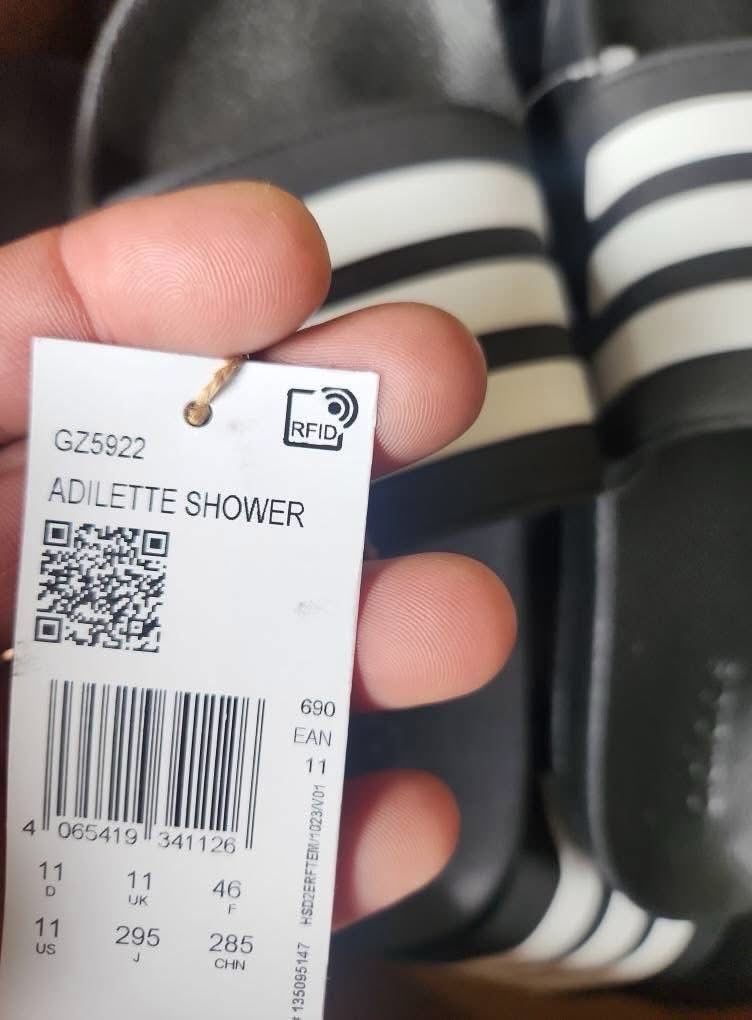 RFID
GZ5922
ADILETTE SHOWER
690
EAN
11
4 065419 341126
11 11 46
D UK F
11 295 285
US J CHN
# 135095147 HSD2ERFTEM/1023/V01